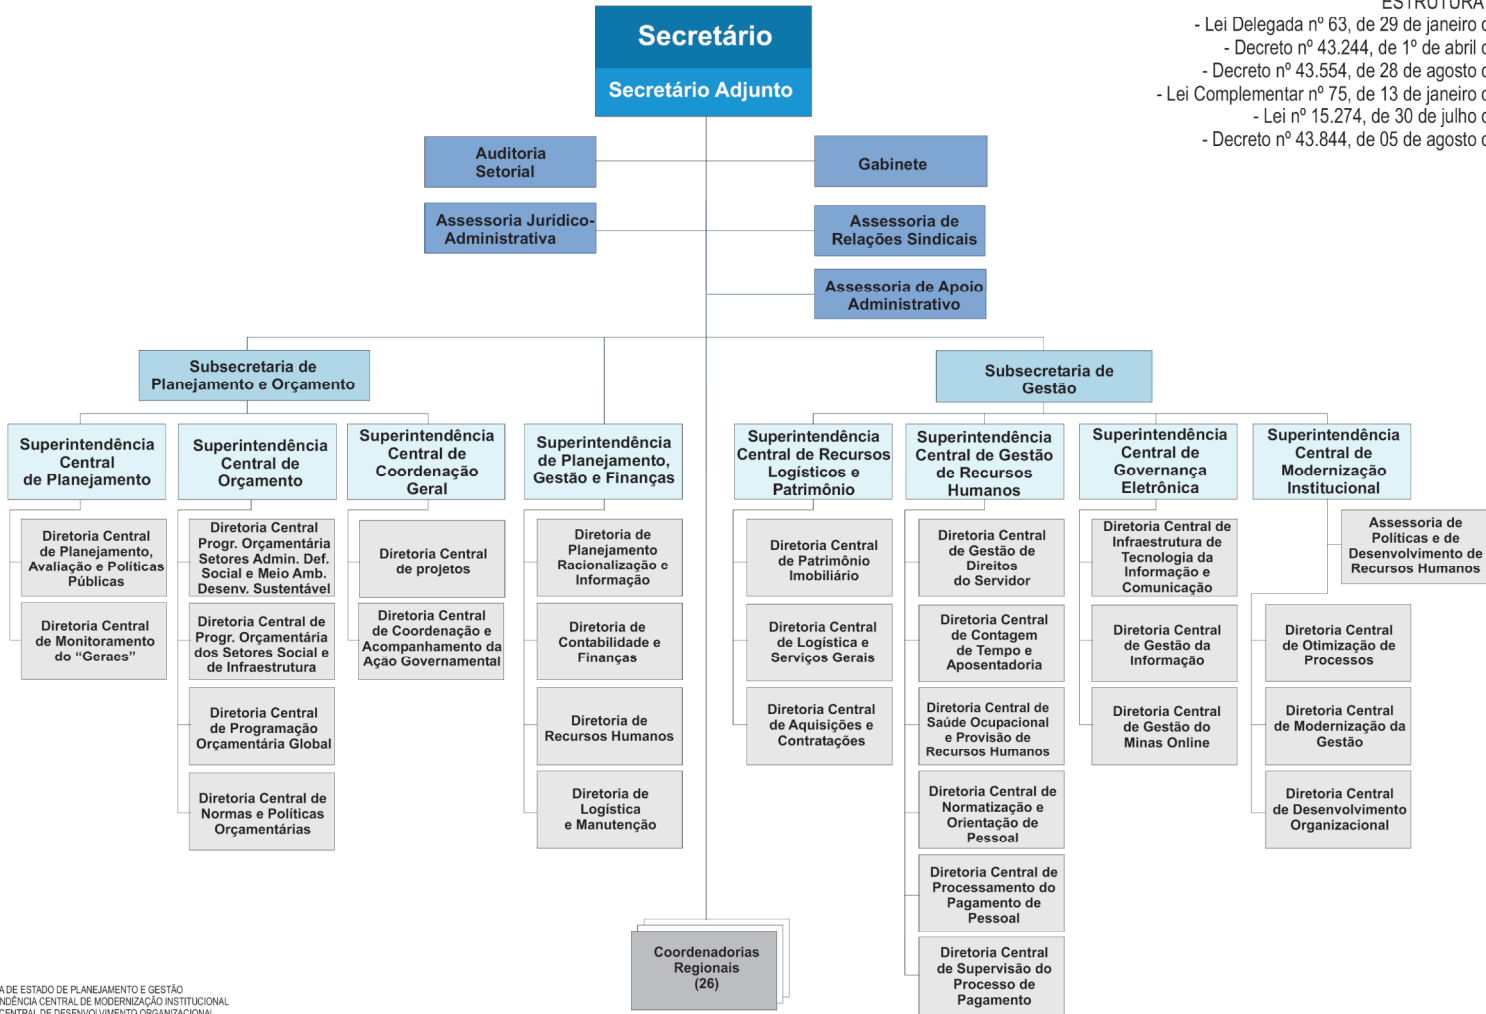 Secretário
Secretário Adjunto
ESTRUTURA
- Lei Delegada nº 63, de 29 de janeiro
- Decreto nº 43.244, de 1º de abril
- Decreto nº 43.554, de 28 de agosto
- Lei Complementar nº 75, de 13 de janeiro
- Lei nº 15.274, de 30 de julho
- Decreto nº 43.844, de 05 de agosto
Auditoria
Setorial
Gabinete
Assessoria Jurídico-
Administrativa
Assessoria de
Relações Sindicais
Assessoria de Apoio
Administrativo
Subsecretaria de
Planejamento e Orçamento
Subsecretaria de
Gestão
Superintendência
Central
de Planejamento
Superintendência
Central de
Orçamento
Superintendência
Central de
Coordenação
Geral
Superintendência
de Planejamento,
Gestão e Finanças
Superintendência
Central de Recursos
Logísticos e
Patrimônio
Superintendência
Central de Gestão
de Recursos
Humanos
Superintendência
Central de
Governança
Eletrônica
Superintendência
Central de
Modernização
Institucional
Diretoria Central
de Planejamento,
Avaliação e Políticas
Públicas
Diretoria Central
de Monitoramento
do “Geraes”
Diretoria Central
Progr. Orçamentária
Setores Admin. Def.
Social e Meio Amb.
Desenv. Sustentável
Diretoria Central de
Progr. Orçamentária
dos Setores Social e
de Infraestrutura
Diretoria Central
de Programação
Orçamentária Global
Diretoria Central de
Normas e Políticas
Orçamentárias
Diretoria Central
de projetos
Diretoria Central
de Coordenação e
Acompanhamento da
Ação Governamental
Diretoria de
Planejamento
Racionalização e
Informação
Diretoria de
Contabilidade e
Finanças
Diretoria de
Recursos Humanos
Diretoria de
Logística
e Manutenção
Diretoria Central
de Patrimônio
Imobiliário
Diretoria Central
de Logística e
Serviços Gerais
Diretoria Central
de Aquisições e
Contratações
Diretoria Central
de Gestão de
Direitos
do Servidor
Diretoria Central
de Contagem
de Tempo e
Aposentadoria
Diretoria Central de
Saúde Ocupacional
e Provisão de
Recursos Humanos
Diretoria Central de
Normatização e
Orientação de
Pessoal
Diretoria Central de
Processamento do
Pagamento de
Pessoal
Diretoria Central
de Supervisão do
Processo de
Pagamento
Diretoria Central de
Infraestrutura de
Tecnologia da
Informação e
Comunicação
Diretoria Central
de Gestão da
Informação
Diretoria Central
de Gestão do
Minas Online
Assessoria de
Políticas e de
Desenvolvimento de
Recursos Humanos
Diretoria Central
de Otimização de
Processos
Diretoria Central
de Modernização da
Gestão
Diretoria Central
de Desenvolvimento
Organizacional
Coordenadorias
Regionais
(26)
A DE ESTADO DE PLANEJAMENTO E GESTÃO
NDÊNCIA CENTRAL DE MODERNIZAÇÃO INSTITUCIONAL
CENTRAL DE DESENVOLVIMENTO ORGANIZACIONAL